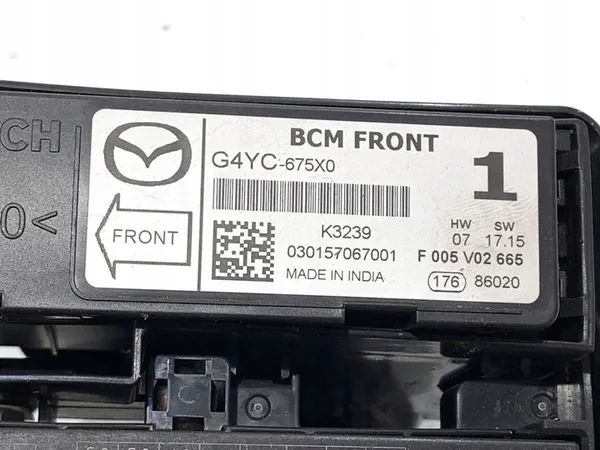 CH
O<
BCM FRONT
G4YC-675X0
1
FRONT
K3239
030157067001
MADE IN INDIA
HW SW
07 17.15
F 005 V02 665
176 86020
C